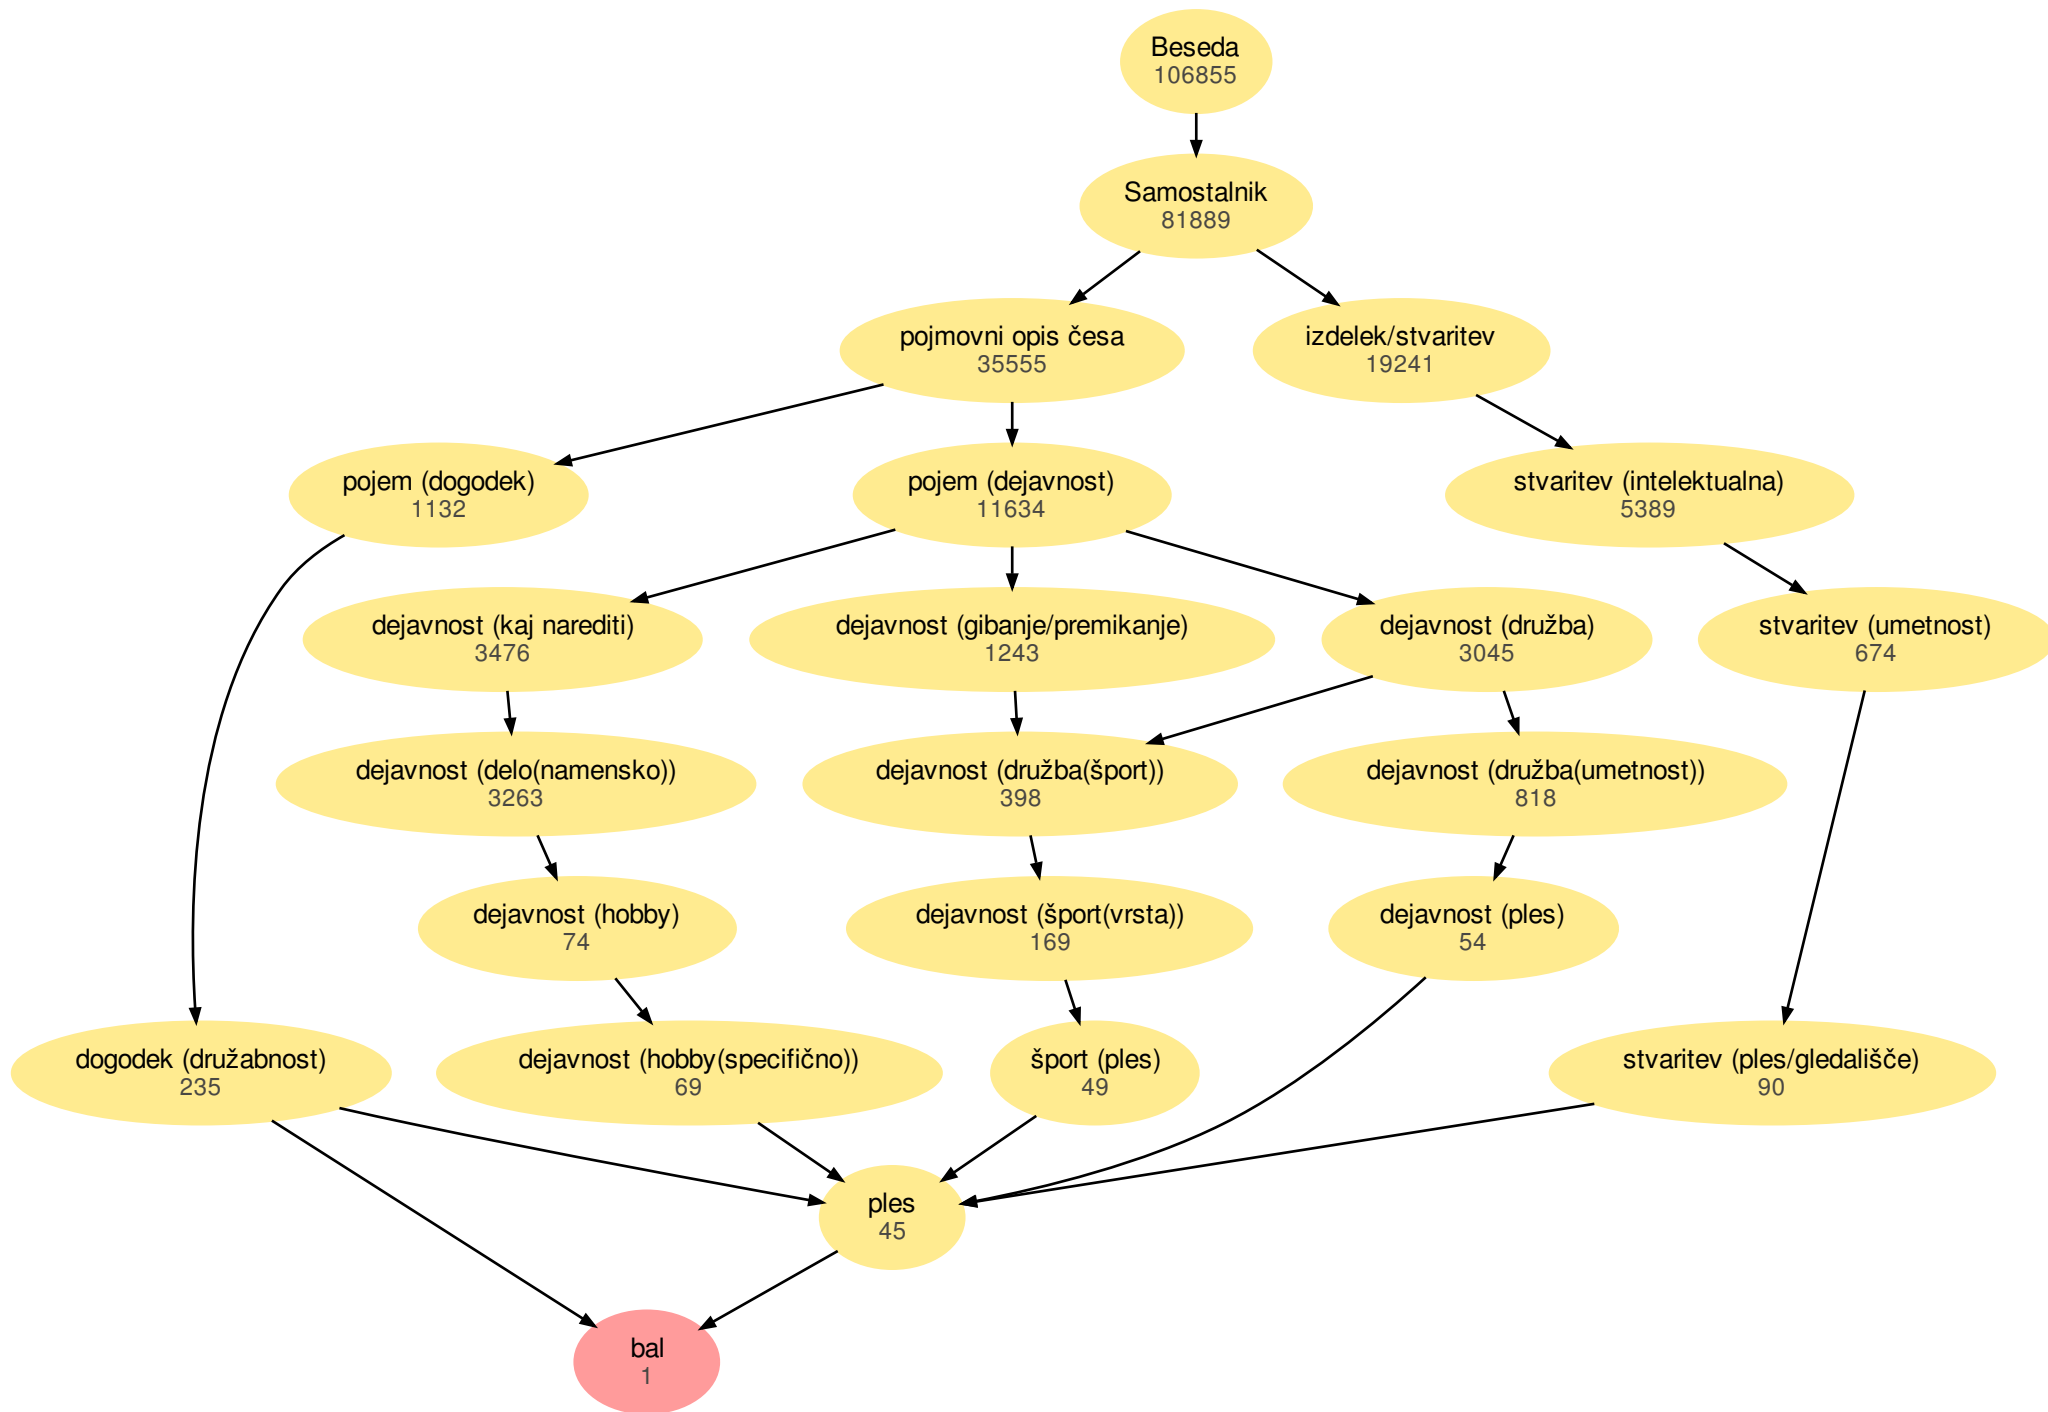 Beseda
106855
Samostalnik
81889
pojmovni opis česa
35555
izdelek/stvaritev
19241
pojem (dogodek)
1132
pojem (dejavnost)
11634
stvaritev (intelektualna)
5389
dejavnost (kaj narediti)
3476
dejavnost (gibanje/premikanje)
1243
dejavnost (družba)
3045
stvaritev (umetnost)
674
dejavnost (delo(namensko))
3263
dejavnost (družba(šport))
398
dejavnost (družba(umetnost))
818
dejavnost (hobby)
74
dejavnost (šport(vrsta))
169
dejavnost (ples)
54
dogodek (družabnost)
235
dejavnost (hobby(specifično))
69
šport (ples)
49
stvaritev (ples/gledališče)
90
ples
45
bal
1